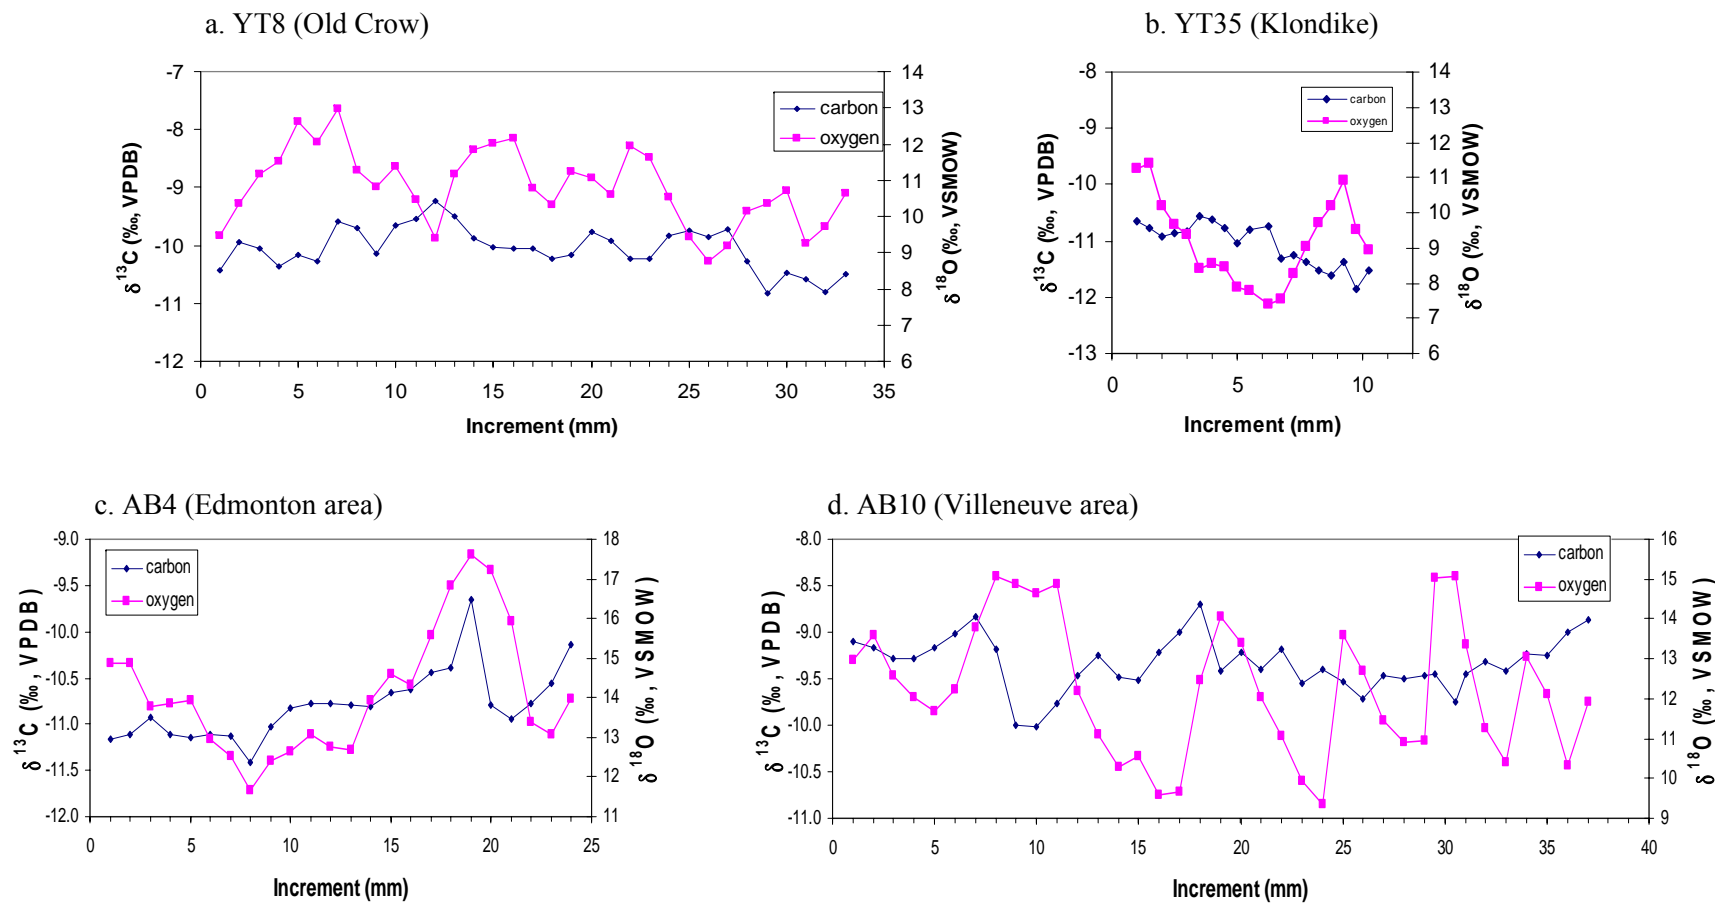 a. YT8 (Old Crow)
-7
-8
-9
-10
-11
-12
δ13C (‰, VPDB)
14
13
12
11
10
9
8
7
6
δ18O (‰, VSMOW)
carbon
oxygen
0 5 10 15 20 25 30 35
Increment (mm)
b. YT35 (Klondike)
-8
-9
-10
-11
-12
-13
δ13C (‰, VPDB)
14
13
12
11
10
9
8
7
6
δ18O (‰, VSMOW)
carbon
oxygen
0 5 10
Increment (mm)
c. AB4 (Edmonton area)
-9.0
-9.5
-10.0
-10.5
-11.0
-11.5
-12.0
δ13C (‰, VPDB)
18
17
16
15
14
13
12
11
δ18O (‰, VSMOW)
carbon
oxygen
0 5 10 15 20 25
Increment (mm)
d. AB10 (Villeneuve area)
-8.0
-8.5
-9.0
-9.5
-10.0
-10.5
-11.0
δ13C (‰, VPDB)
16
15
14
13
12
11
10
9
δ18O (‰, VSMOW)
carbon
oxygen
0 5 10 15 20 25 30 35 40
Increment (mm)